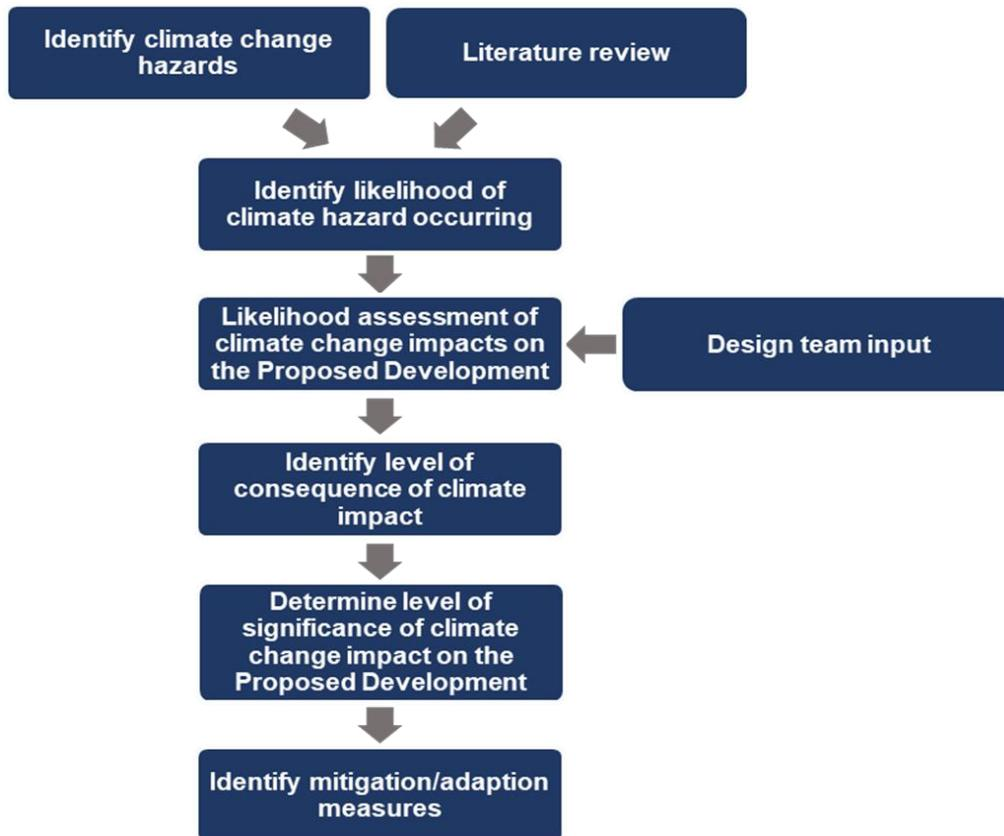 Identify climate change
hazards
Literature review
Identify likelihood of
climate hazard occurring
Likelihood assessment of
climate change impacts on
the Proposed Development
Design team input
Identify level of
consequence of climate
impact
Determine level of
significance of climate
change impact on the
Proposed Development
Identify mitigation/adaption
measures